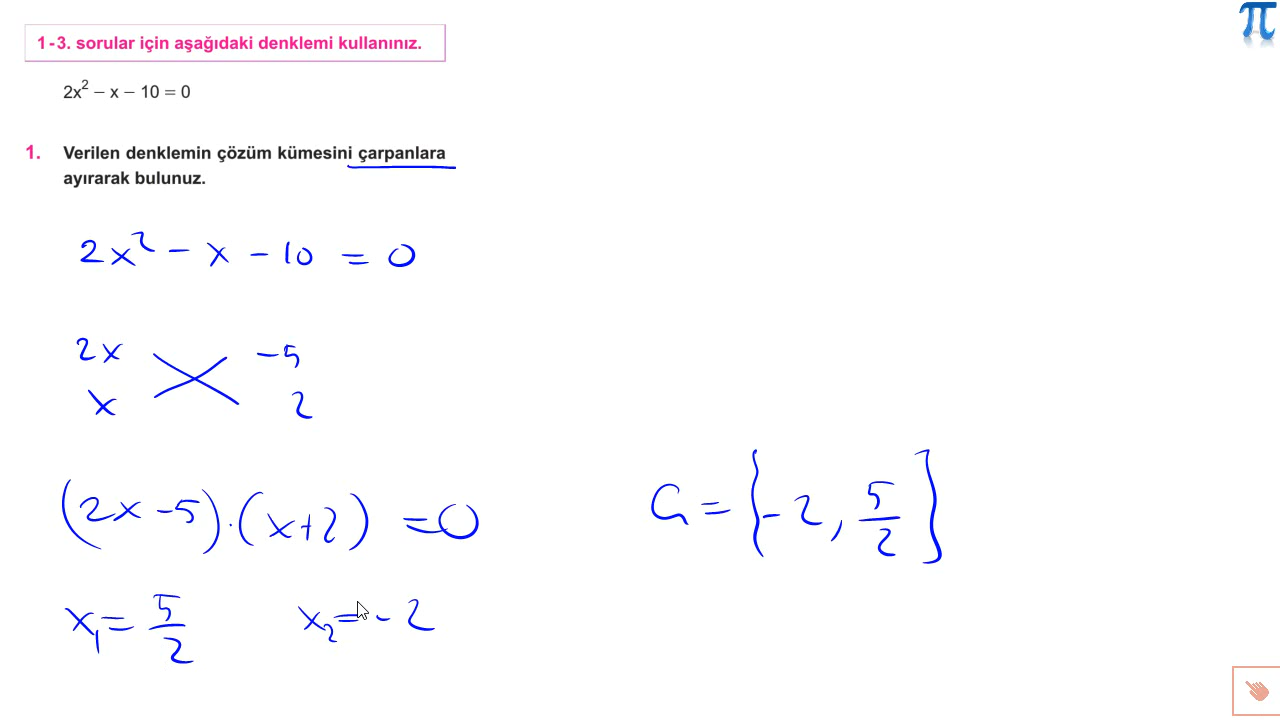 1-3. sorular için aşağıdaki denklemi kullanınız.
2x² − x − 10 = 0
1. Verilen denklemin çözüm kümesini çarpanlara
ayırarak bulunuz.
2x² − x − 10 = 0
2x −5
x 2
(2x − 5).(x + 2) = 0
x₁ = 5/2 x₂ = −2
Ç = {−2, 5/2}
π